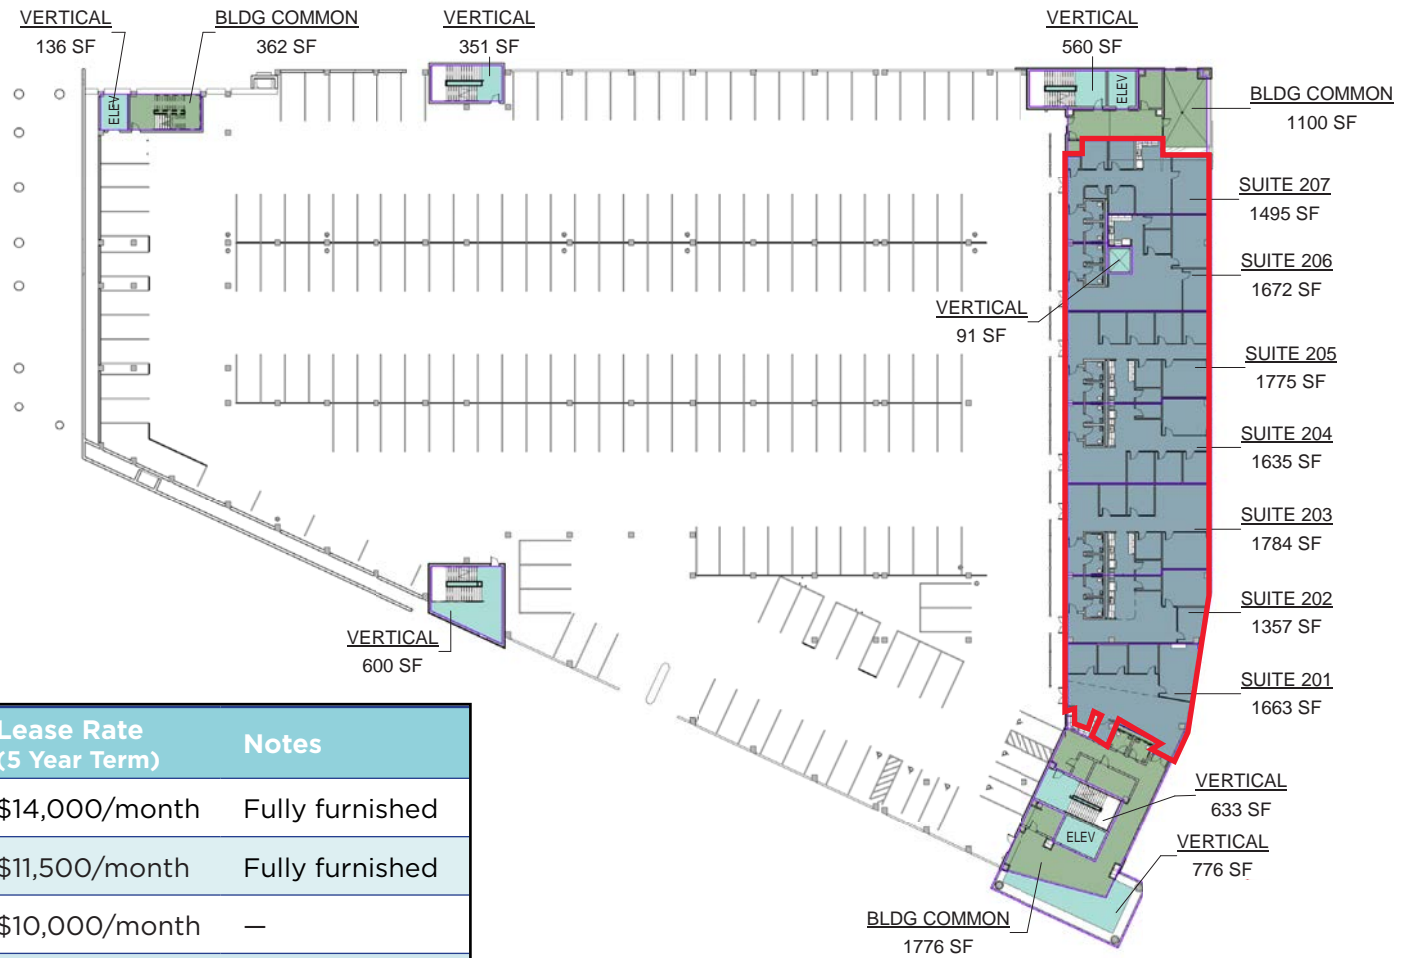 VERTICAL
136 SF
BLDG COMMON
362 SF
VERTICAL
351 SF
VERTICAL
560 SF
ELEV
ELEV
BLDG COMMON
1100 SF
SUITE 207
1495 SF
SUITE 206
1672 SF
VERTICAL
91 SF
SUITE 205
1775 SF
SUITE 204
1635 SF
SUITE 203
1784 SF
SUITE 202
1357 SF
VERTICAL
600 SF
SUITE 201
1663 SF
VERTICAL
633 SF
ELEV
VERTICAL
776 SF
BLDG COMMON
1776 SF
Lease Rate
(5 Year Term)
Notes
$14,000/month
Fully furnished
$11,500/month
Fully furnished
$10,000/month
—